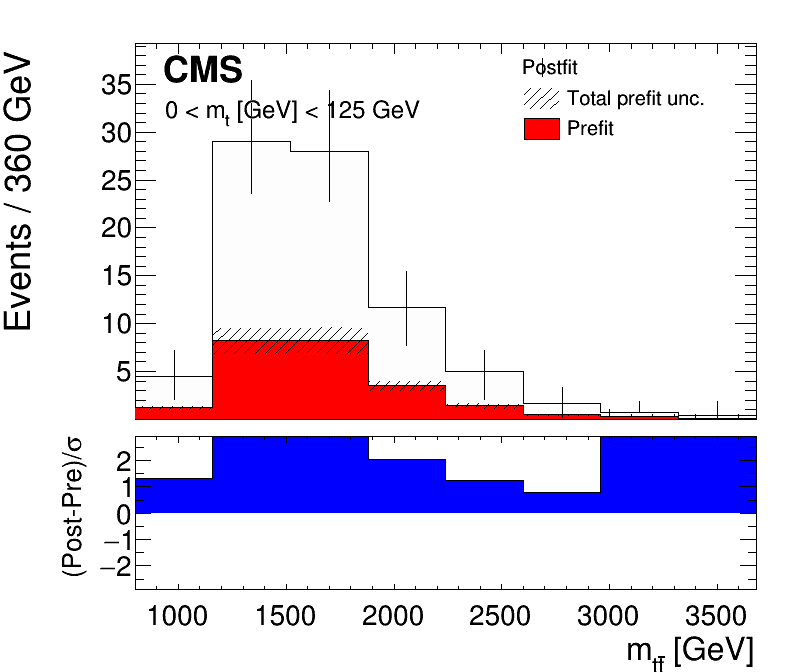 CMS
0 < m_t [GeV] < 125 GeV
Postfit
Total prefit unc.
Prefit
Events / 360 GeV
35
30
25
20
15
10
5
(Post-Pre)/σ
2
1
0
−1
−2
1000 1500 2000 2500 3000 3500
m_tt̄ [GeV]